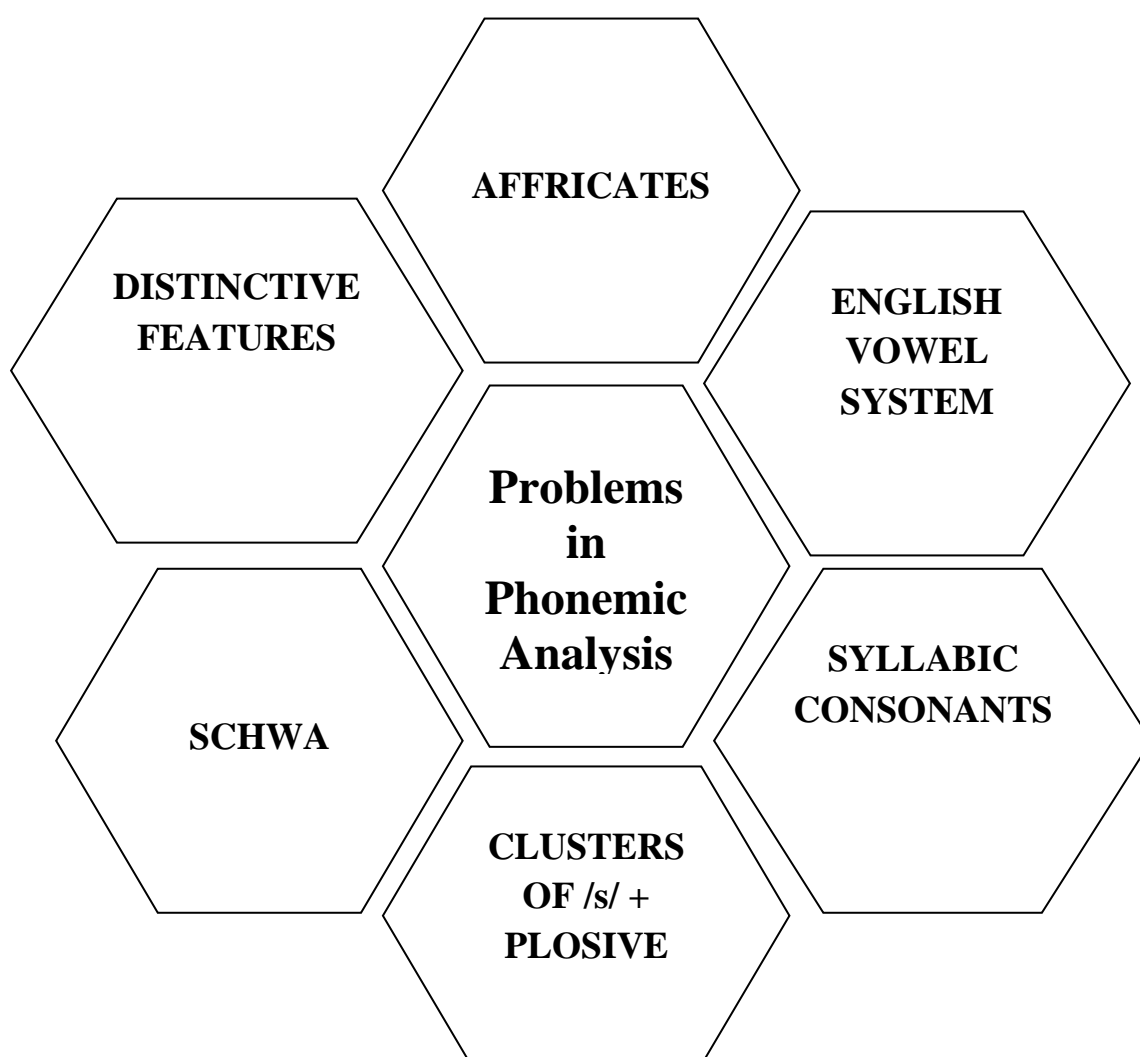 AFFRICATES
DISTINCTIVE
FEATURES
ENGLISH
VOWEL
SYSTEM
Problems
in
Phonemic
Analysis
SYLLABIC
CONSONANTS
SCHWA
CLUSTERS
OF /s/ +
PLOSIVE